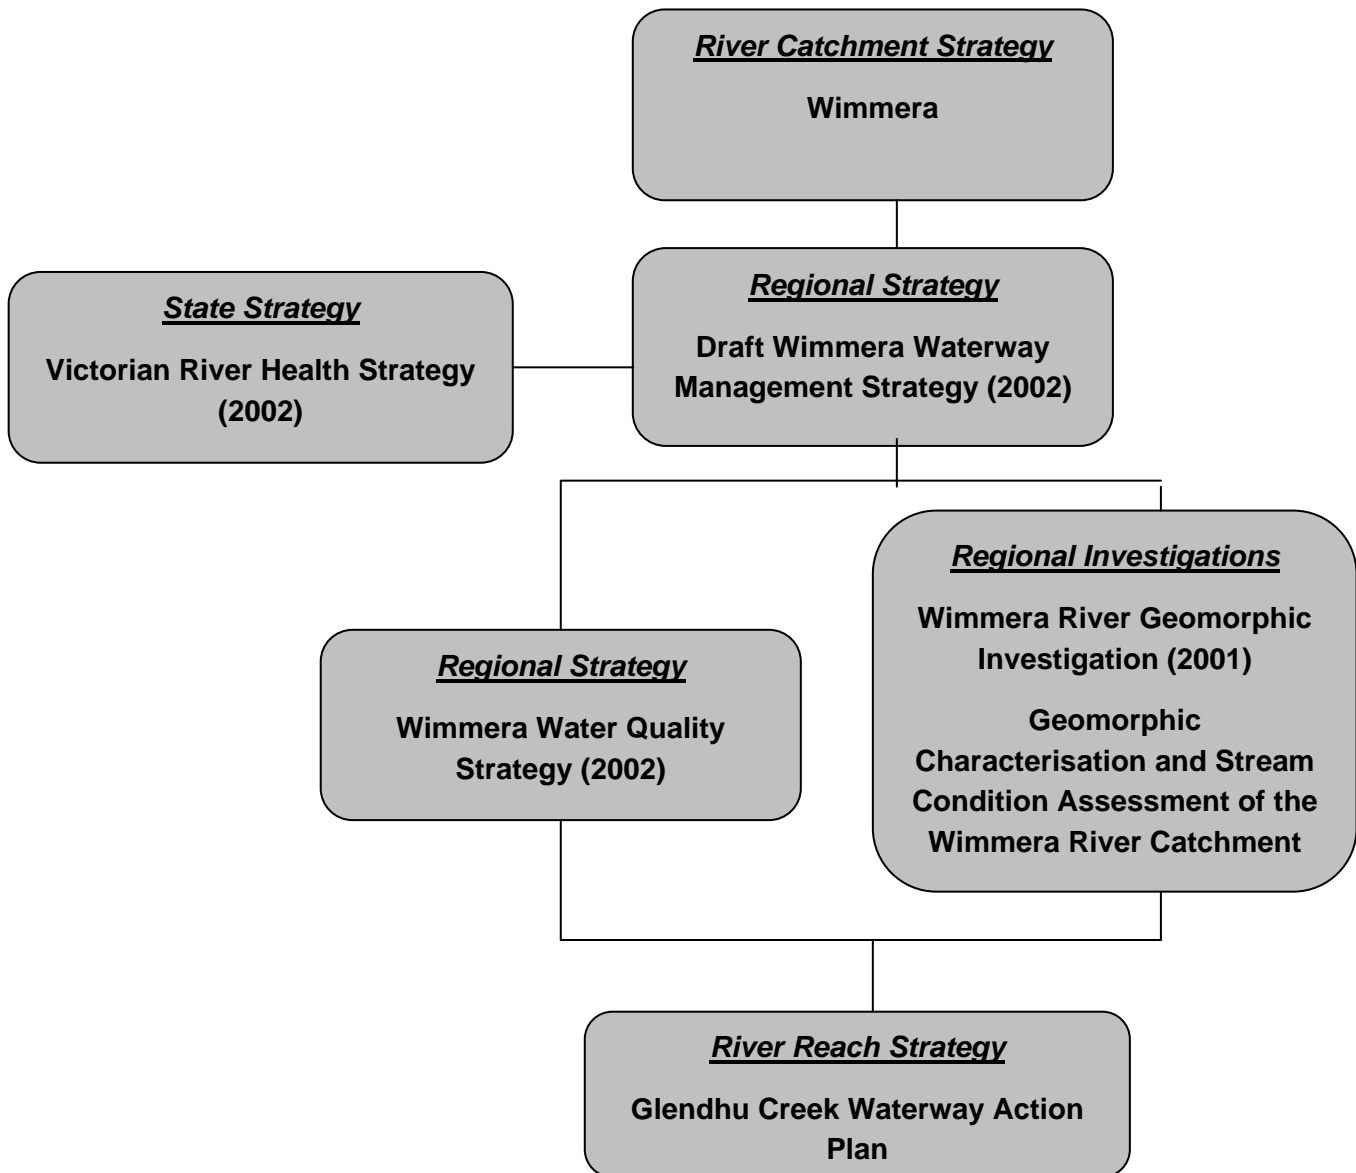 River Catchment Strategy
Wimmera
Regional Strategy
Draft Wimmera Waterway
Management Strategy (2002)
State Strategy
Victorian River Health Strategy
(2002)
Regional Investigations
Wimmera River Geomorphic
Investigation (2001)
Geomorphic
Characterisation and Stream
Condition Assessment of the
Wimmera River Catchment
Regional Strategy
Wimmera Water Quality
Strategy (2002)
River Reach Strategy
Glendhu Creek Waterway Action
Plan